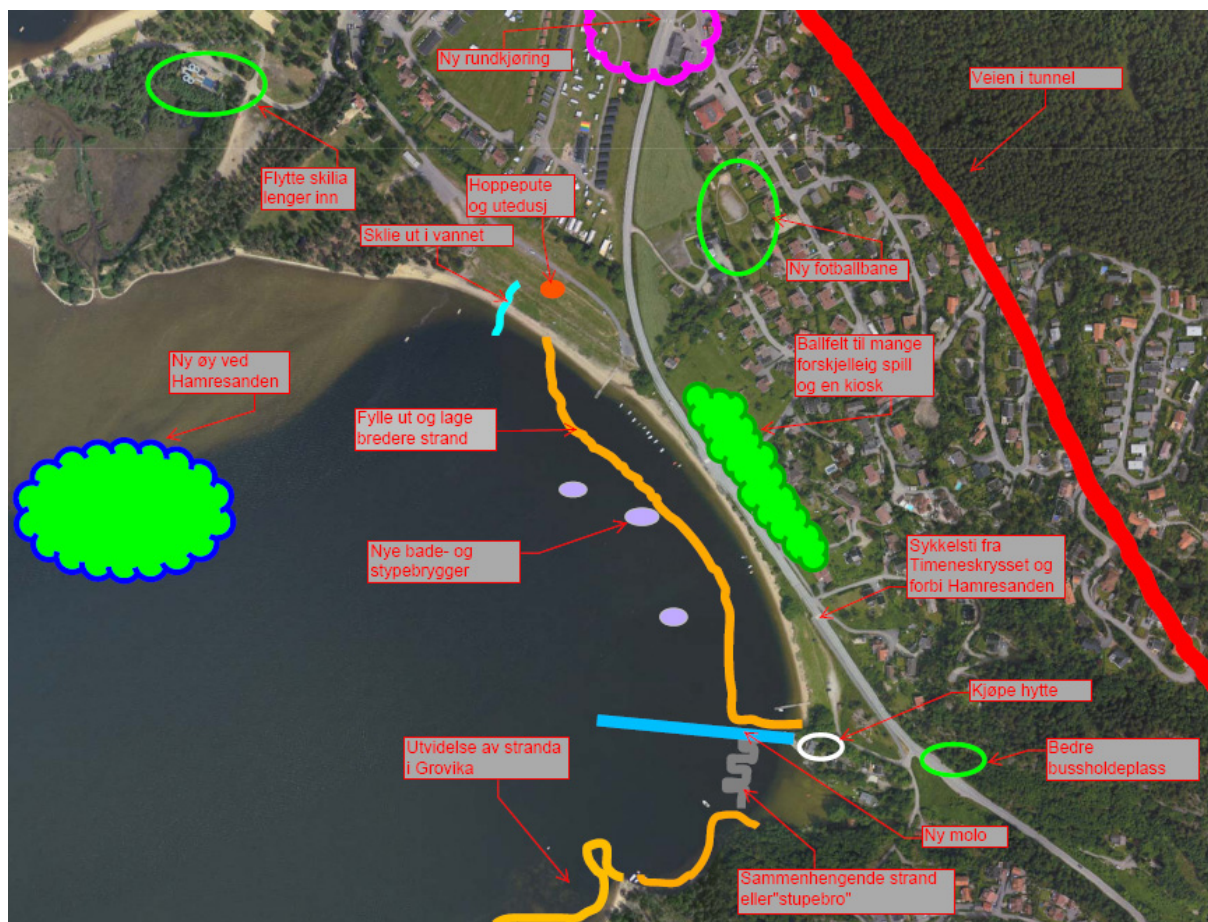 Ny rundkjøring
Veien i tunnel
Flytte skilia
lenger inn
Hoppepute
og utedusj
Sklie ut i vannet
Ny fotballbane
Ny øy ved
Hamresanden
Ballfelt til mange
forskjelleig spill
og en kiosk
Fylle ut og lage
bredere strand
Nye bade- og
stypebrygger
Sykkelsti fra
Timeneskrysset og
forbi Hamresanden
Kjøpe hytte
Utvidelse av stranda
i Grovika
Bedre
bussholdeplass
Ny molo
Sammenhengende strand
eller"stupebro"